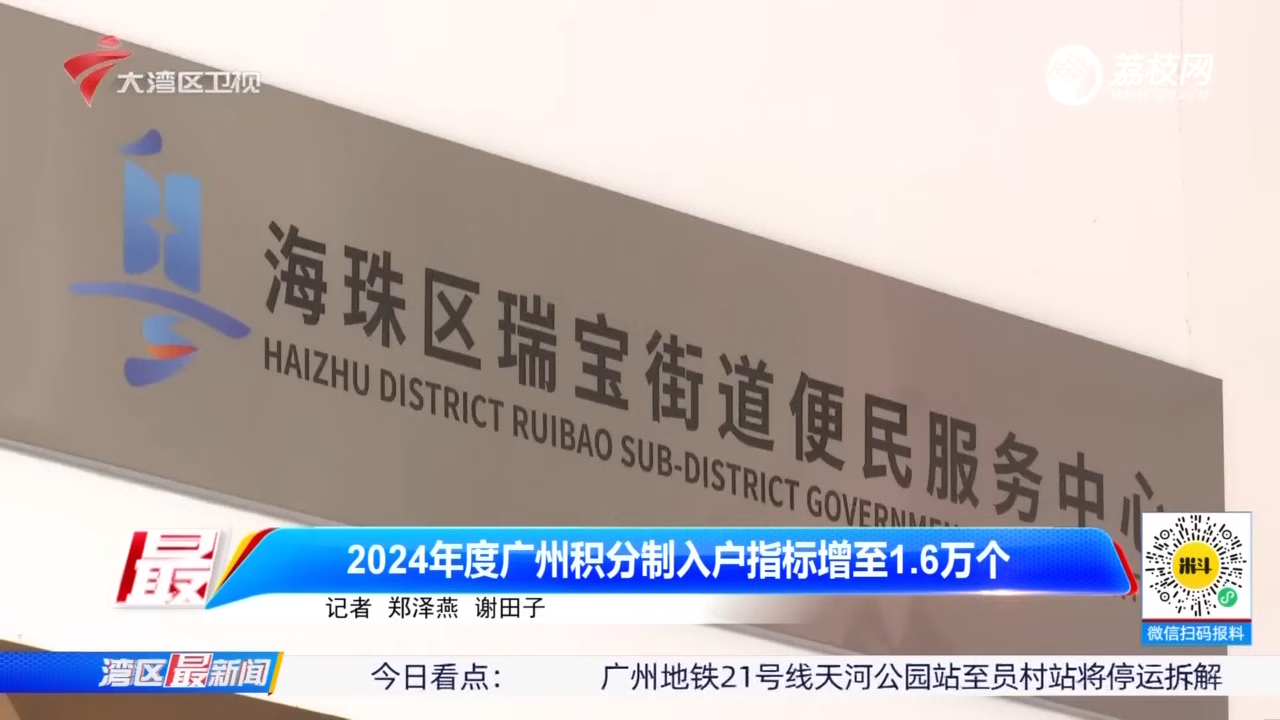 大湾区卫视
荔枝网
海珠区瑞宝街道便民服务中心
HAIZHU DISTRICT RUIBAO SUB-DISTRICT
最
2024年度广州积分制入户指标增至1.6万个
记者 郑泽燕 谢田子
米斗
微信扫码报料
湾区最新闻
今日看点： 广州地铁21号线天河公园站至员村站将停运拆解